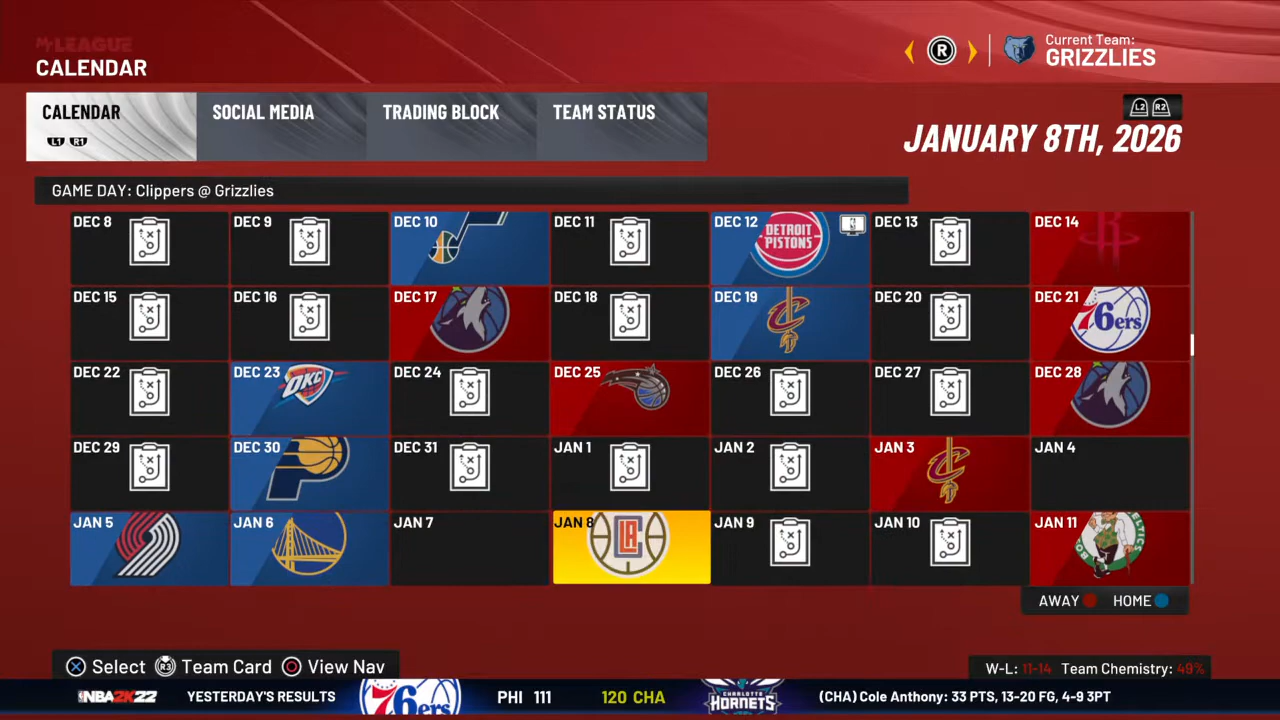 MyLEAGUE
CALENDAR
R
Current Team:
GRIZZLIES
CALENDAR
L1 R1
SOCIAL MEDIA
TRADING BLOCK
TEAM STATUS
L2 R2
JANUARY 8TH, 2026
GAME DAY: Clippers @ Grizzlies
DEC 8 DEC 9 DEC 10 DEC 11 DEC 12 DETROIT PISTONS DEC 13 DEC 14 R
DEC 15 DEC 16 DEC 17 DEC 18 DEC 19 C DEC 20 DEC 21 76ers
DEC 22 DEC 23 OKC DEC 24 DEC 25 DEC 26 DEC 27 DEC 28
DEC 29 DEC 30 DEC 31 JAN 1 JAN 2 JAN 3 C JAN 4
JAN 5 JAN 6 JAN 7 JAN 8 LA JAN 9 JAN 10 JAN 11
AWAY HOME
Select R3 Team Card View Nav
W-L: 11-14 Team Chemistry: 49%
NBA 2K22 YESTERDAY'S RESULTS 76ers PHI 111 120 CHA CHARLOTTE HORNETS (CHA) Cole Anthony: 33 PTS, 13-20 FG, 4-9 3PT